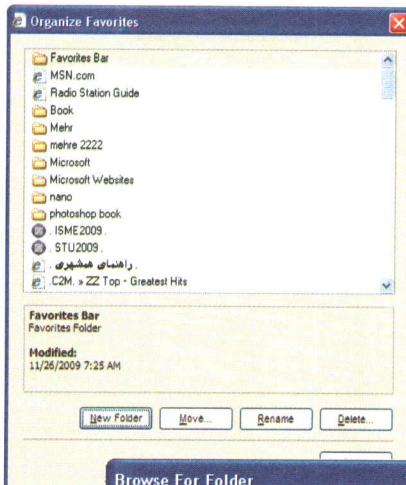 Organize Favorites
Favorites Bar
MSN.com
Radio Station Guide
Book
Mehr
mehre 2222
Microsoft
Microsoft Websites
nano
photoshop book
. ISME2009 .
. STU2009 .
. راهنمای همشهری .
.C2M. » ZZ Top - Greatest Hits
Favorites Bar
Favorites Folder
Modified:
11/26/2009 7:25 AM
New Folder Move... Rename Delete...
Browse For Folder